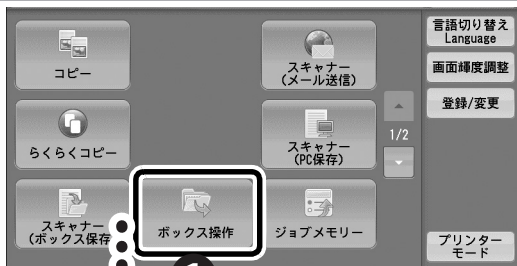 コピー
スキャナー
(メール送信)
言語切り替え
Language
画面輝度調整
登録/変更
らくらくコピー
スキャナー
(PC保存)
1/2
スキャナー
(ボックス保存
ボックス操作
ジョブメモリー
プリンター
モード